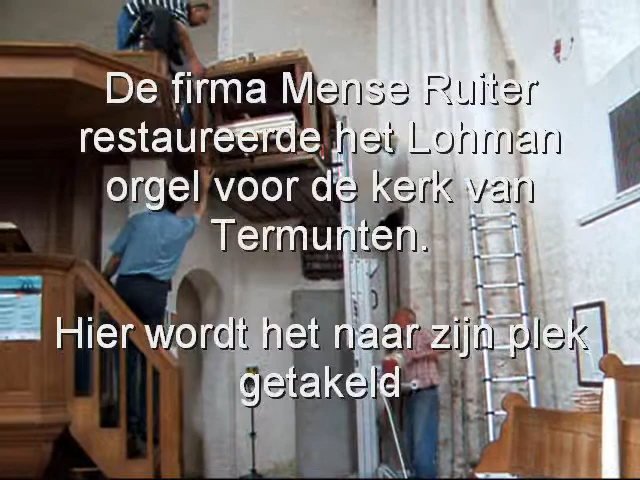 De firma Mense Ruiter
restaureerde het Lohman
orgel voor de kerk van
Termunten.
Hier wordt het naar zijn plek
getakeld